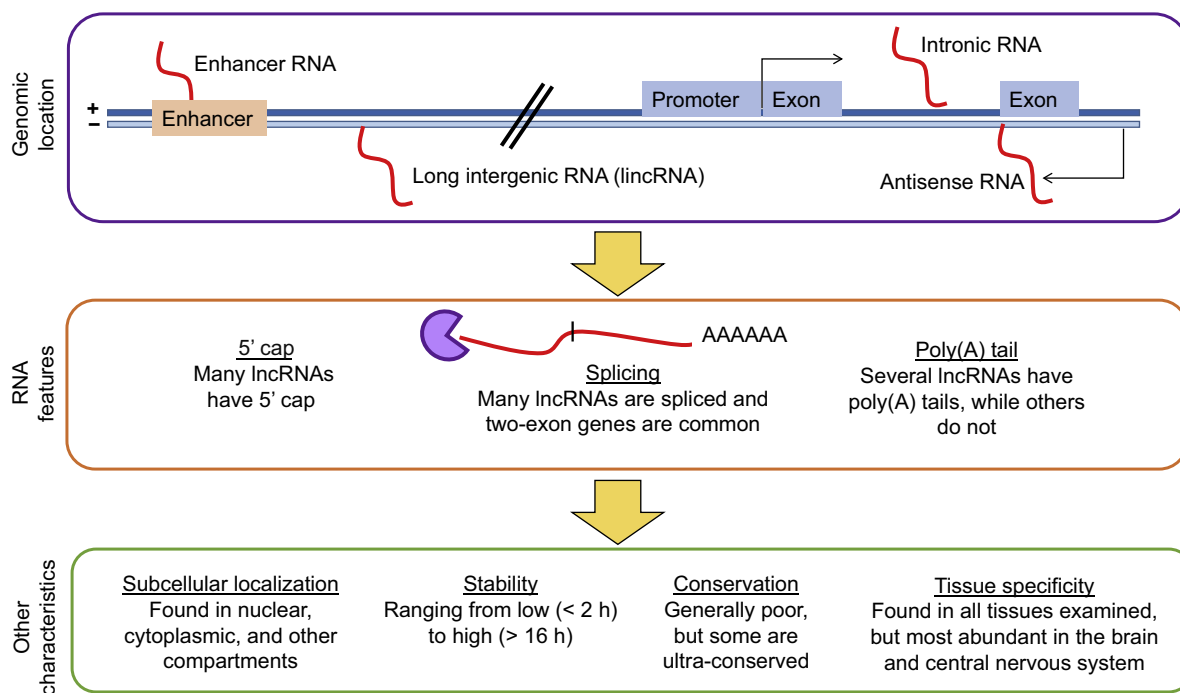 Genomic
location
Enhancer RNA
Intronic RNA
+
−
Enhancer
Promoter
Exon
Exon
Long intergenic RNA (lincRNA)
Antisense RNA
RNA
features
5’ cap
Many lncRNAs
have 5’ cap
AAAAAA
Splicing
Many lncRNAs are spliced and
two-exon genes are common
Poly(A) tail
Several lncRNAs have
poly(A) tails, while others
do not
Other
characteristics
Subcellular localization
Found in nuclear,
cytoplasmic, and other
compartments
Stability
Ranging from low (< 2 h)
to high (> 16 h)
Conservation
Generally poor,
but some are
ultra-conserved
Tissue specificity
Found in all tissues examined,
but most abundant in the brain
and central nervous system